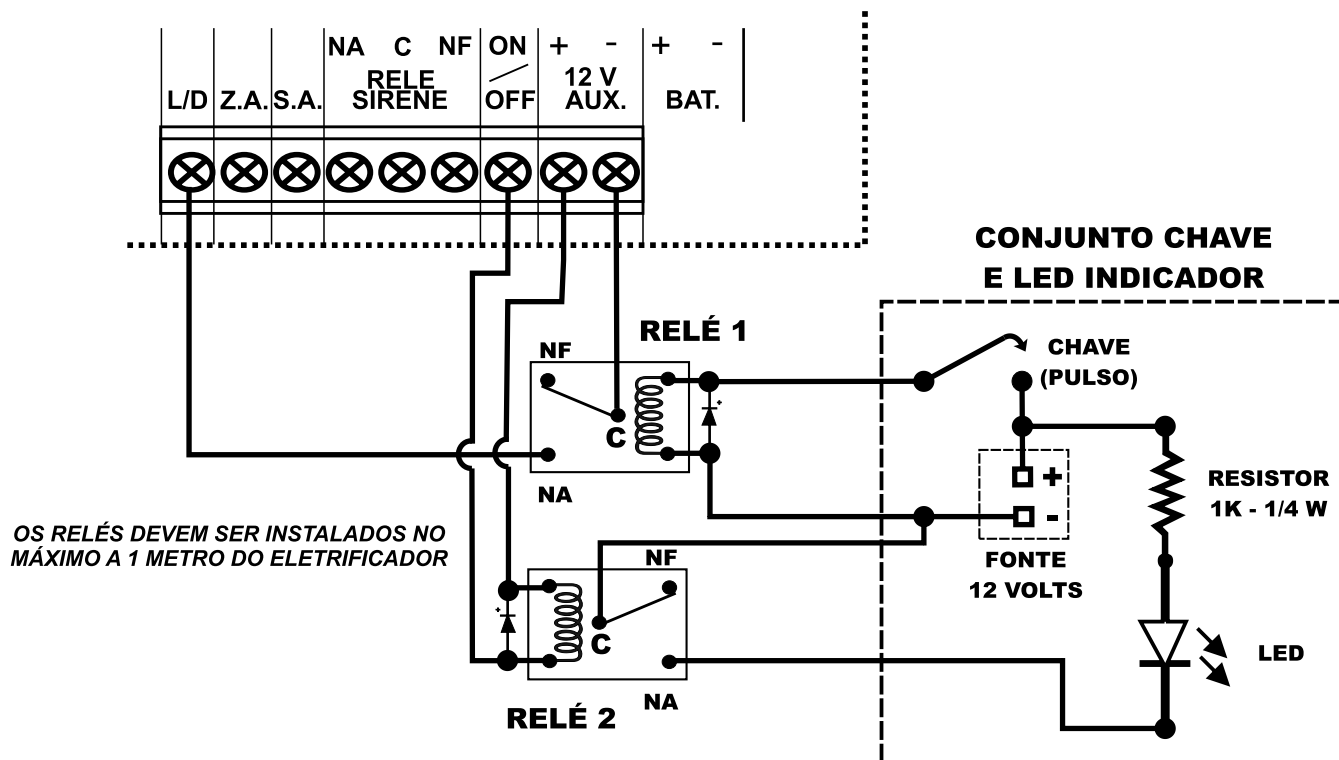 NA C NF ON + - + -
RELE 12 V
L/D Z.A. S.A. SIRENE OFF AUX. BAT.
CONJUNTO CHAVE
E LED INDICADOR
RELÉ 1
NF
CHAVE
(PULSO)
+
C
NA
+
-
RESISTOR
1K - 1/4 W
OS RELÉS DEVEM SER INSTALADOS NO
MÁXIMO A 1 METRO DO ELETRIFICADOR
FONTE
12 VOLTS
NF
+
C
LED
NA
RELÉ 2